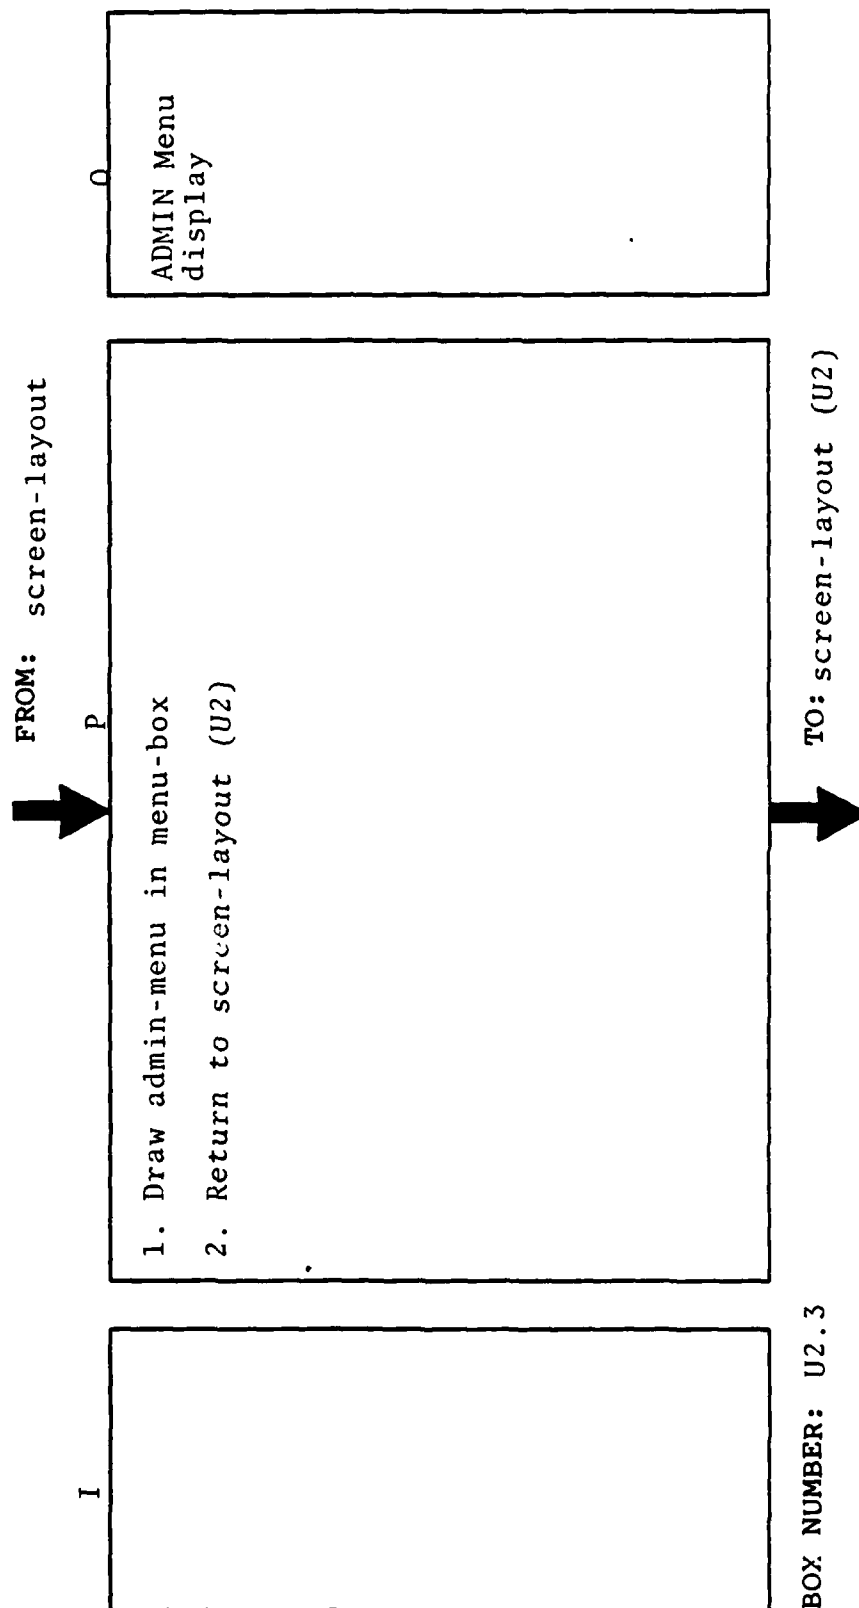 FROM: screen-layout
I
P
O
1. Draw admin-menu in menu-box
2. Return to screen-layout (U2)
ADMIN Menu
display
BOX NUMBER: U2.3
TO: screen-layout (U2)